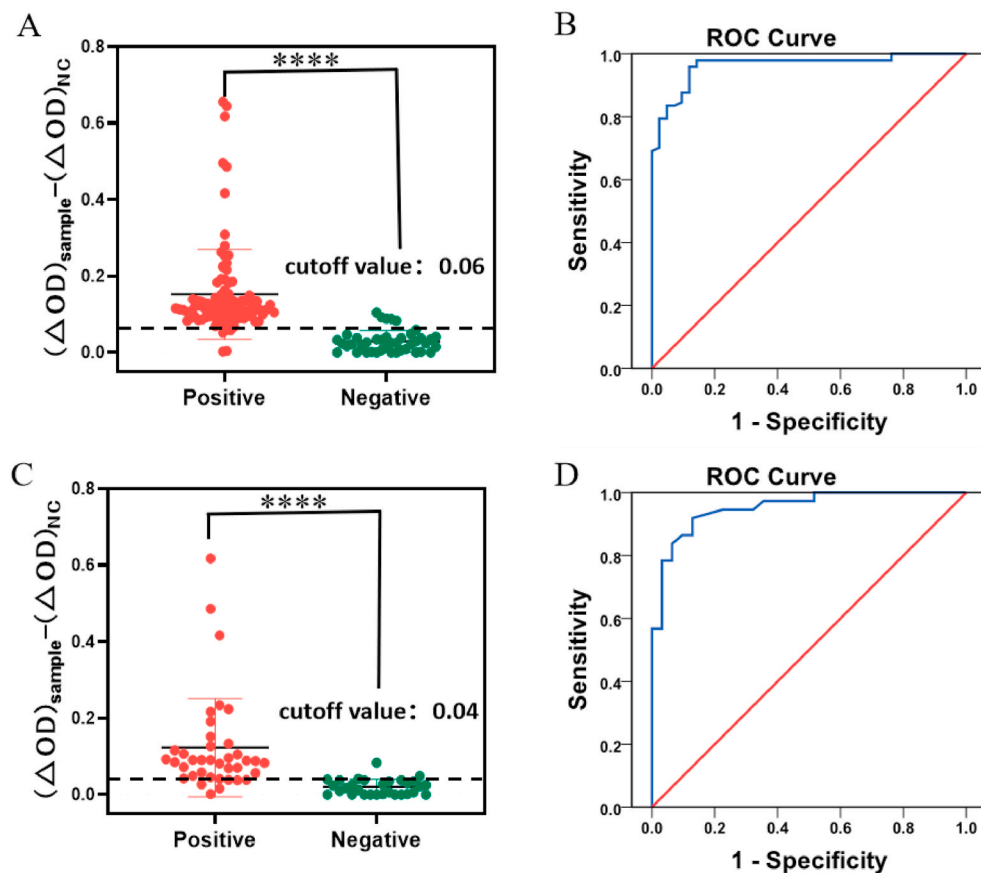 A
(△OD)sample-(△OD)NC
0.8
0.6
0.4
0.2
0.0
****
cutoff value： 0.06
Positive Negative
B
ROC Curve
Sensitivity
1.0
0.8
0.6
0.4
0.2
0.0
0.0 0.2 0.4 0.6 0.8 1.0
1 - Specificity
C
(△OD)sample-(△OD)NC
0.8
0.6
0.4
0.2
0.0
****
cutoff value： 0.04
Positive Negative
D
ROC Curve
Sensitivity
1.0
0.8
0.6
0.4
0.2
0.0
0.0 0.2 0.4 0.6 0.8 1.0
1 - Specificity